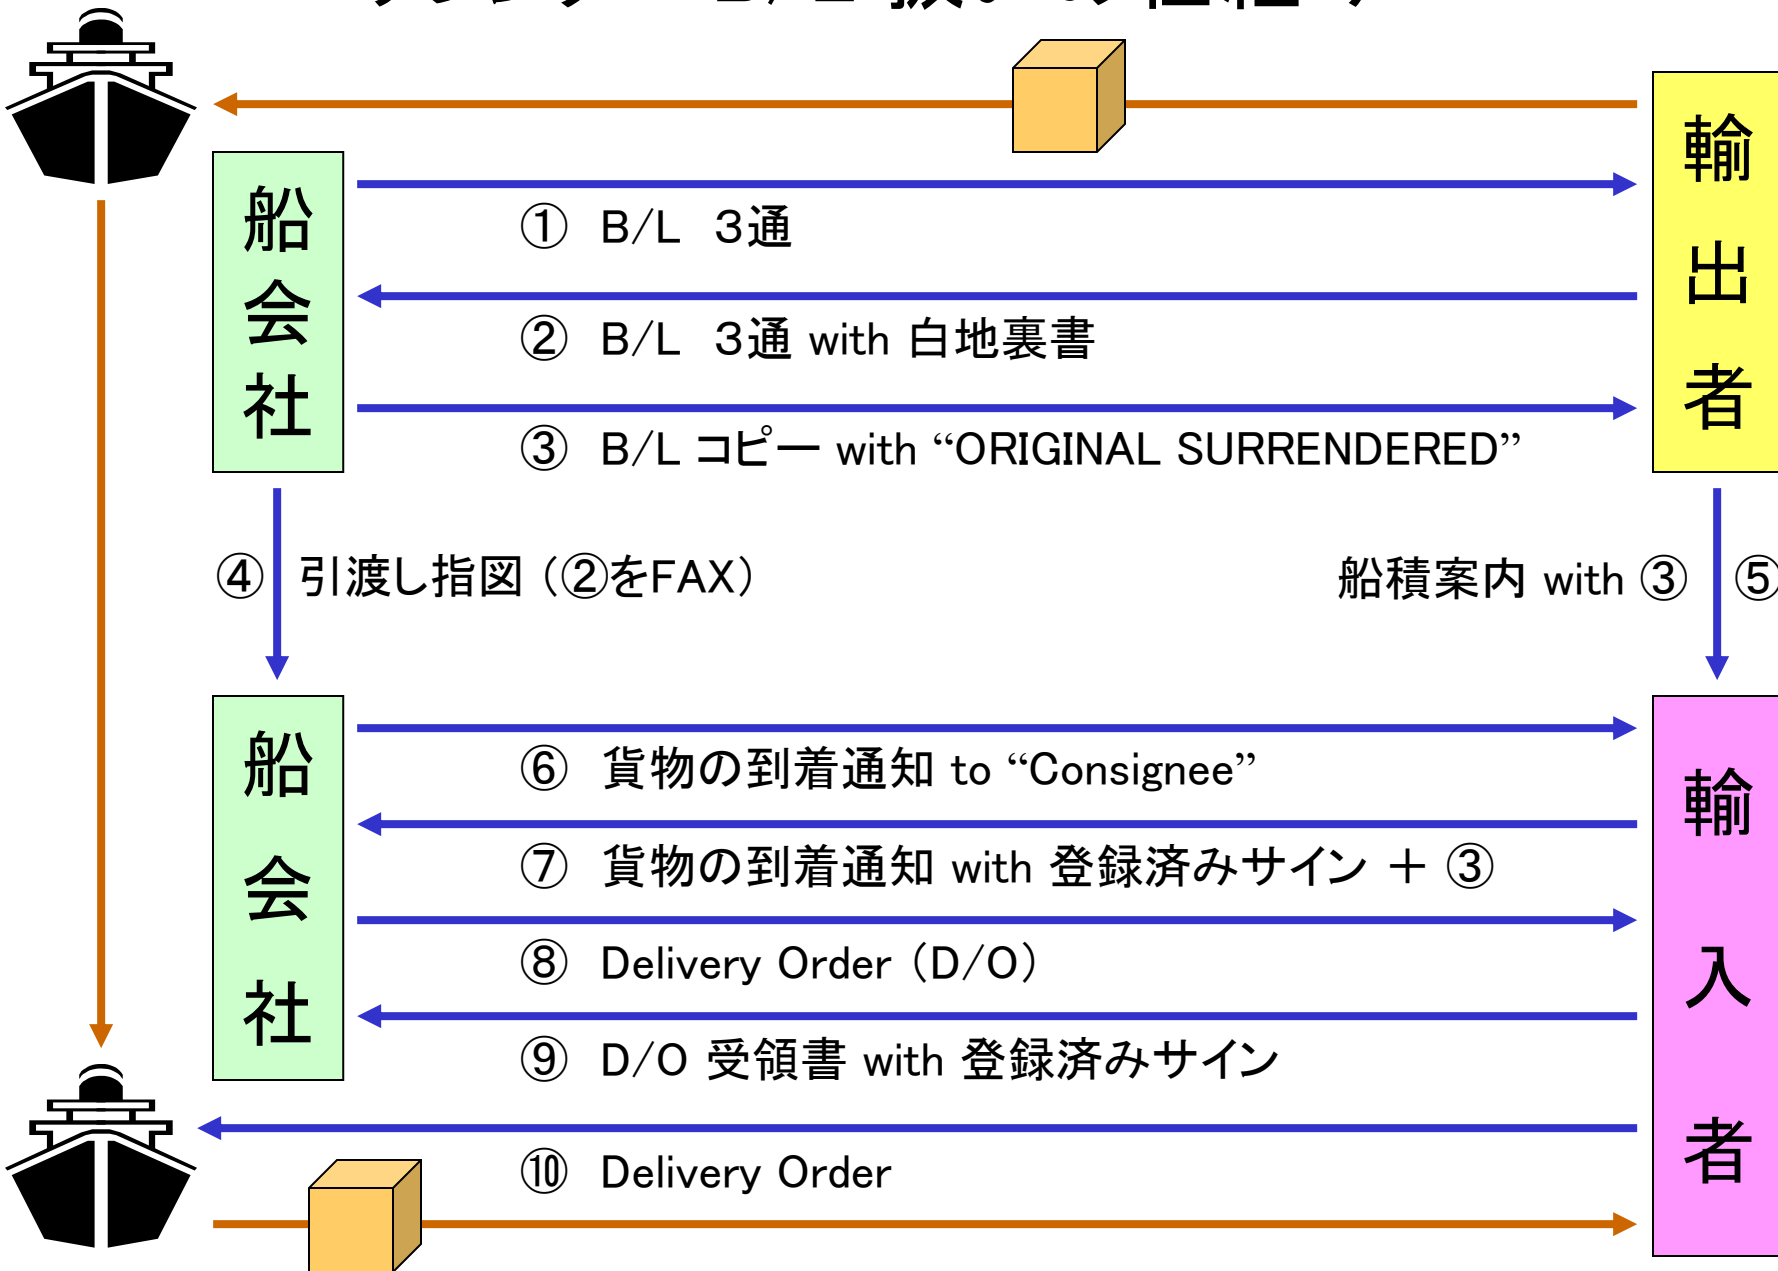 B/L
輸出者
船会社
① B/L 3通
② B/L 3通 with 白地裏書
③ B/L コピー with “ORIGINAL SURRENDERED”
④ 引渡し指図（②をFAX）
船積案内 with ③ ⑤
船会社
輸入者
⑥ 貨物の到着通知 to “Consignee”
⑦ 貨物の到着通知 with 登録済みサイン ＋ ③
⑧ Delivery Order（D/O）
⑨ D/O 受領書 with 登録済みサイン
⑩ Delivery Order